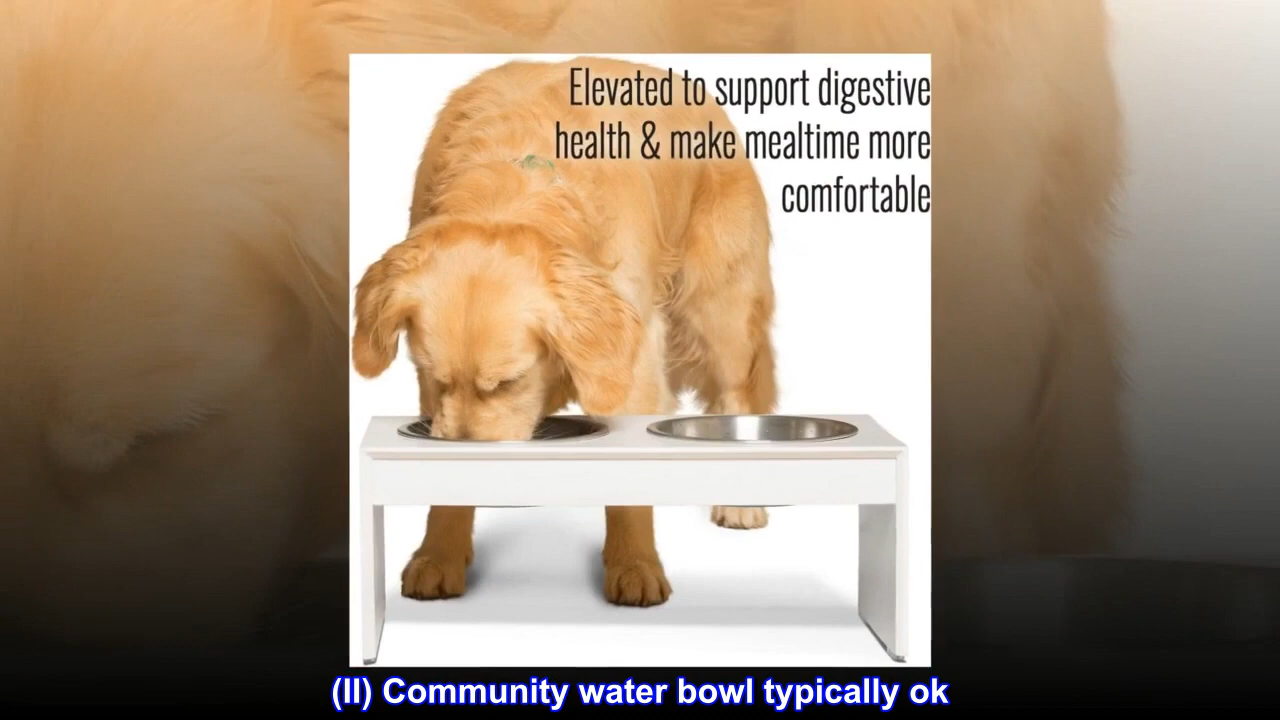 Elevated to support digestive
health & make mealtime more
comfortable
(II) Community water bowl typically ok